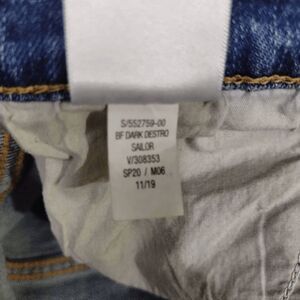 S/552759-00
BF DARK DESTRO
SAILOR
V/308353
SP20 / M06
11/19